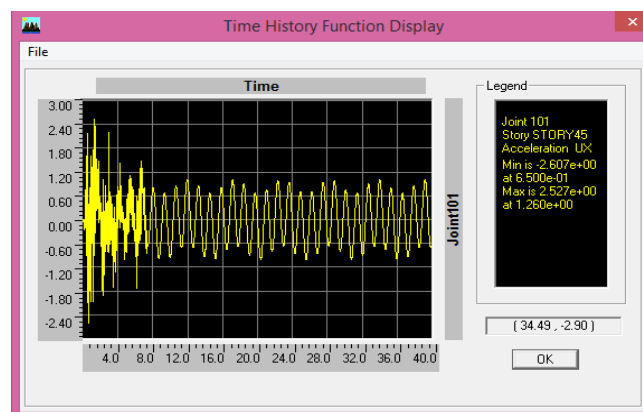 Time History Function Display
File
Time
3.00
2.40
1.80
1.20
0.60
0.00
-0.60
-1.20
-1.80
-2.40
4.0 8.0 12.0 16.0 20.0 24.0 28.0 32.0 36.0 40.0
Joint101
Legend
Joint 101
Story STORY45
Acceleration UX
Min is -2.607e+00
at 6.500e-01
Max is 2.527e+00
at 1.260e+00
( 34.49 , -2.90 )
OK